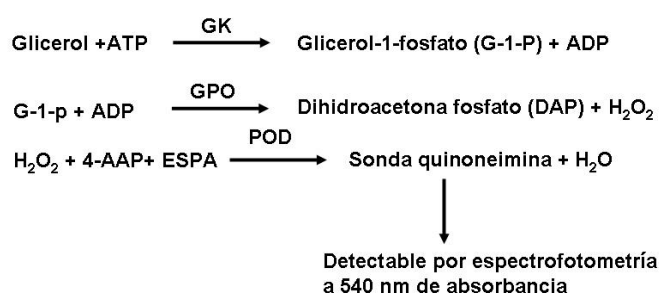 Glicerol +ATP GK Glicerol-1-fosfato (G-1-P) + ADP
G-1-p + ADP GPO Dihidroacetona fosfato (DAP) + H₂O₂
H₂O₂ + 4-AAP+ ESPA POD Sonda quinoneimina + H₂O
Detectable por espectrofotometría
a 540 nm de absorbancia